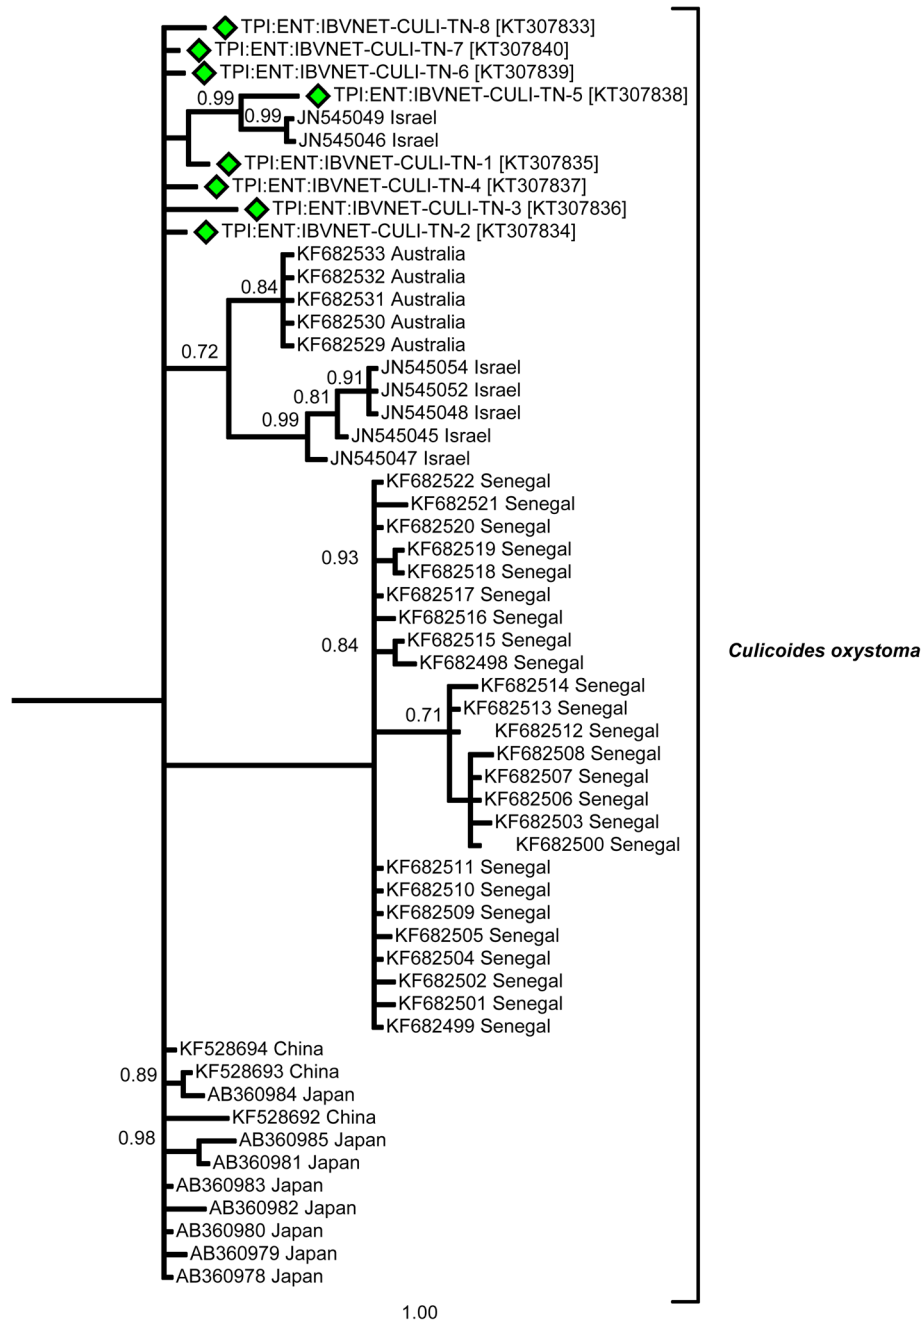 TPI:ENT:IBVNET-CULI-TN-8 [KT307833]
TPI:ENT:IBVNET-CULI-TN-7 [KT307840]
TPI:ENT:IBVNET-CULI-TN-6 [KT307839]
0.99
TPI:ENT:IBVNET-CULI-TN-5 [KT307838]
0.99
JN545049 Israel
JN545046 Israel
TPI:ENT:IBVNET-CULI-TN-1 [KT307835]
TPI:ENT:IBVNET-CULI-TN-4 [KT307837]
TPI:ENT:IBVNET-CULI-TN-3 [KT307836]
TPI:ENT:IBVNET-CULI-TN-2 [KT307834]
KF682533 Australia
KF682532 Australia
0.84
KF682531 Australia
KF682530 Australia
KF682529 Australia
0.72
JN545054 Israel
0.91
JN545052 Israel
0.81
JN545048 Israel
0.99
JN545045 Israel
JN545047 Israel
KF682522 Senegal
KF682521 Senegal
KF682520 Senegal
0.93
KF682519 Senegal
KF682518 Senegal
KF682517 Senegal
KF682516 Senegal
0.84
KF682515 Senegal
KF682498 Senegal
Culicoides oxystoma
KF682514 Senegal
0.71
KF682513 Senegal
KF682512 Senegal
KF682508 Senegal
KF682507 Senegal
KF682506 Senegal
KF682503 Senegal
KF682500 Senegal
KF682511 Senegal
KF682510 Senegal
KF682509 Senegal
KF682505 Senegal
KF682504 Senegal
KF682502 Senegal
KF682501 Senegal
KF682499 Senegal
KF528694 China
0.89
KF528693 China
AB360984 Japan
KF528692 China
0.98
AB360985 Japan
AB360981 Japan
AB360983 Japan
AB360982 Japan
AB360980 Japan
AB360979 Japan
AB360978 Japan
1.00